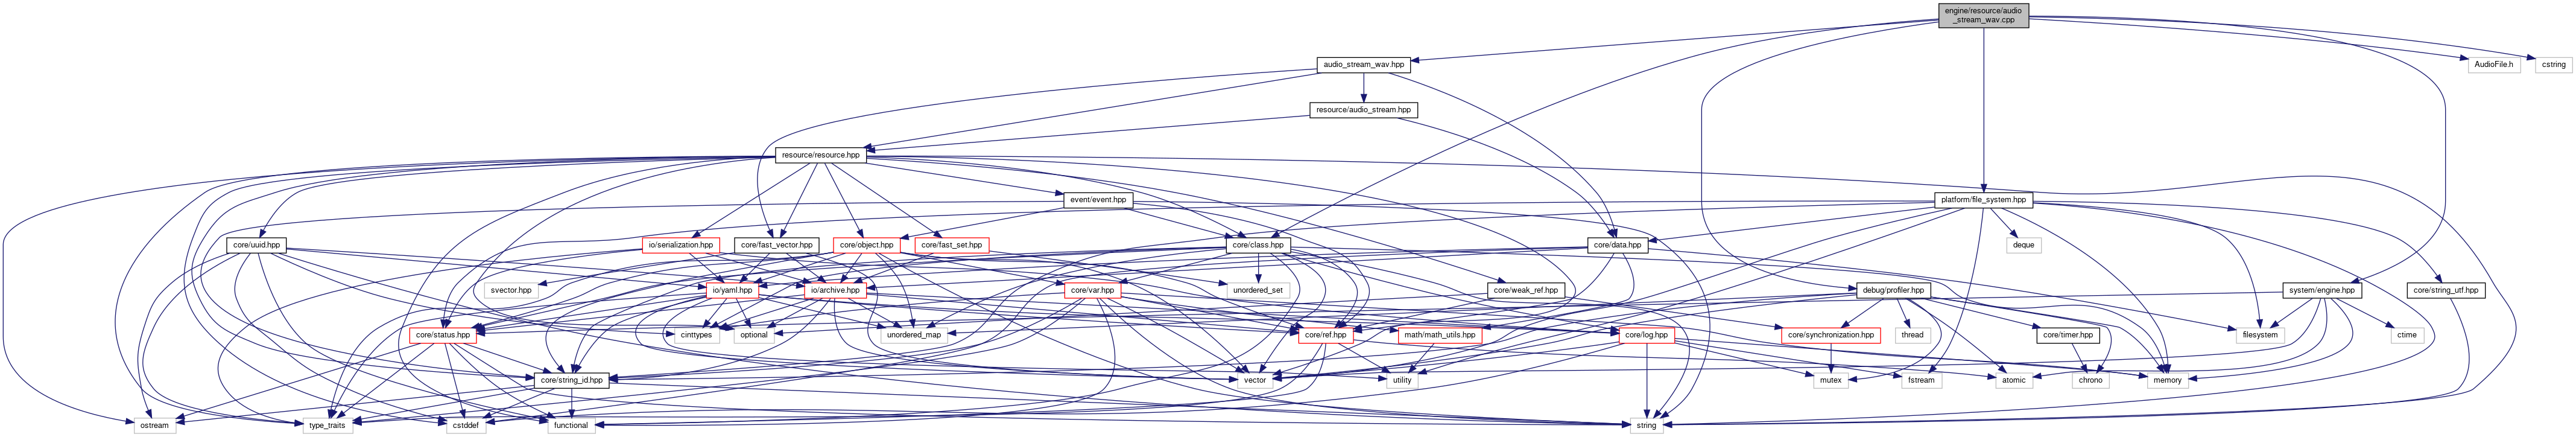 engine/resource/audio
_stream_wav.cpp
audio_stream_wav.hpp
AudioFile.h
cstring
resource/audio_stream.hpp
resource/resource.hpp
event/event.hpp
platform/file_system.hpp
core/uuid.hpp
io/serialization.hpp
core/fast_vector.hpp
core/object.hpp
core/fast_set.hpp
core/class.hpp
core/data.hpp
deque
svector.hpp
io/yaml.hpp
io/archive.hpp
core/var.hpp
unordered_set
core/weak_ref.hpp
debug/profiler.hpp
system/engine.hpp
core/string_utf.hpp
core/status.hpp
cinttypes
optional
unordered_map
core/ref.hpp
math/math_utils.hpp
core/log.hpp
core/synchronization.hpp
thread
core/timer.hpp
filesystem
ctime
core/string_id.hpp
vector
utility
mutex
fstream
atomic
chrono
memory
ostream
type_traits
cstddef
functional
string